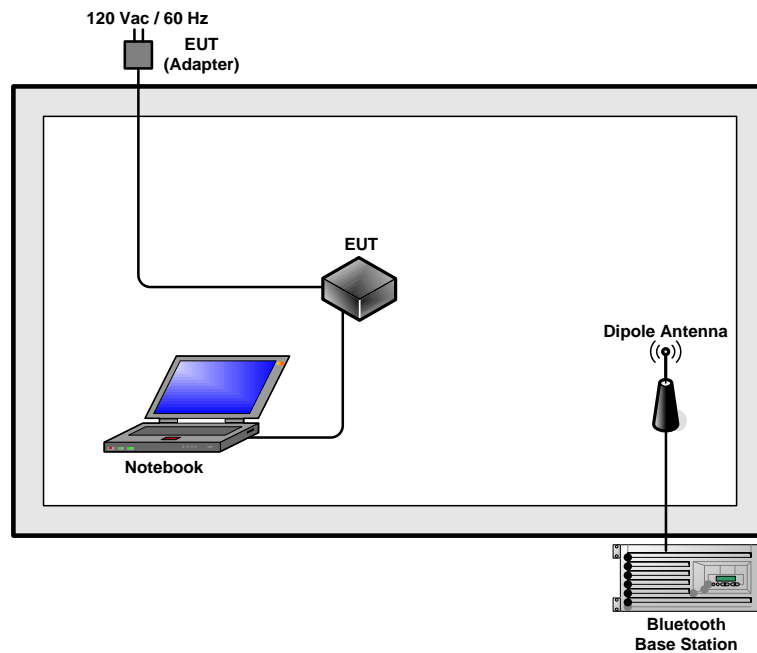 120 Vac / 60 Hz
EUT
(Adapter)
EUT
Dipole Antenna
Notebook
Bluetooth
Base Station